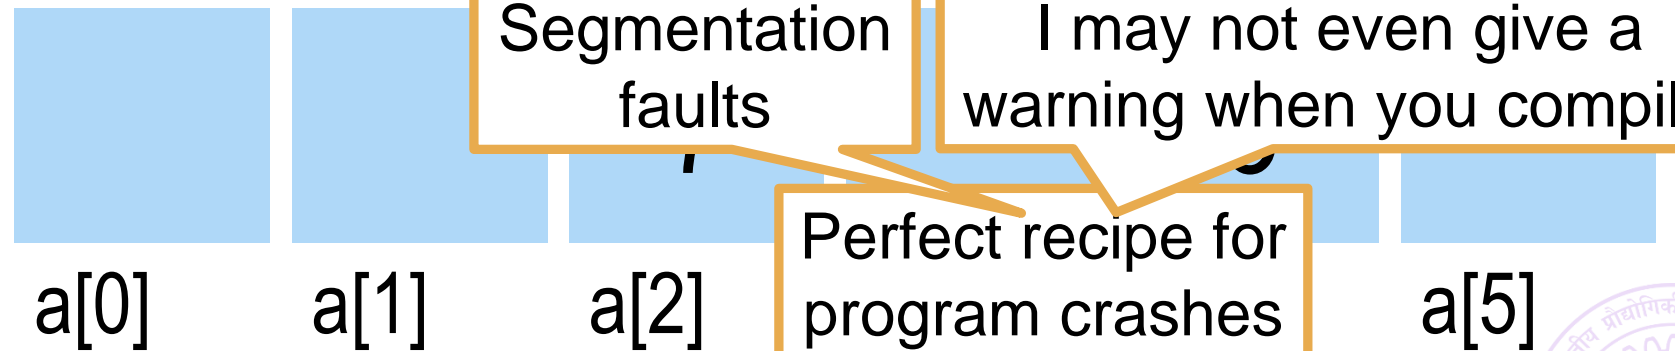 Segmentation
faults
I may not even give a
warning when you compil
Perfect recipe for
program crashes
a[0] a[1] a[2] a[5]